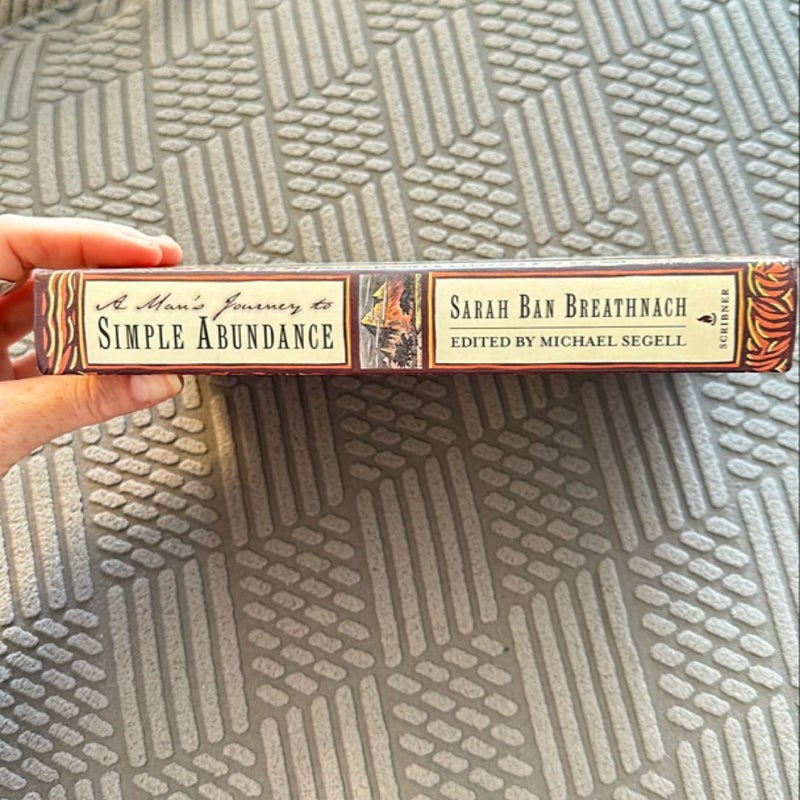 A Man's Journey to
SIMPLE ABUNDANCE
SARAH BAN BREATHNACH
EDITED BY MICHAEL SEGELL
SCRIBNER